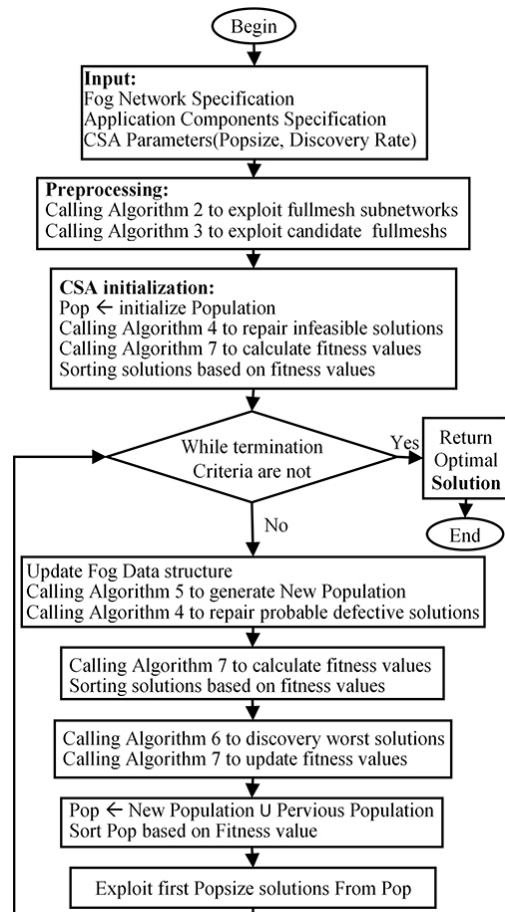 Begin
Input:
Fog Network Specification
Application Components Specification
CSA Parameters(Popsize, Discovery Rate)
Preprocessing:
Calling Algorithm 2 to exploit fullmesh subnetworks
Calling Algorithm 3 to exploit candidate fullmeshs
CSA initialization:
Pop ← initialize Population
Calling Algorithm 4 to repair infeasible solutions
Calling Algorithm 7 to calculate fitness values
Sorting solutions based on fitness values
While termination
Criteria are not
Yes
Return
Optimal
Solution
End
No
Update Fog Data structure
Calling Algorithm 5 to generate New Population
Calling Algorithm 4 to repair probable defective solutions
Calling Algorithm 7 to calculate fitness values
Sorting solutions based on fitness values
Calling Algorithm 6 to discovery worst solutions
Calling Algorithm 7 to update fitness values
Pop ← New Population ∪ Pervious Population
Sort Pop based on Fitness value
Exploit first Popsize solutions From Pop